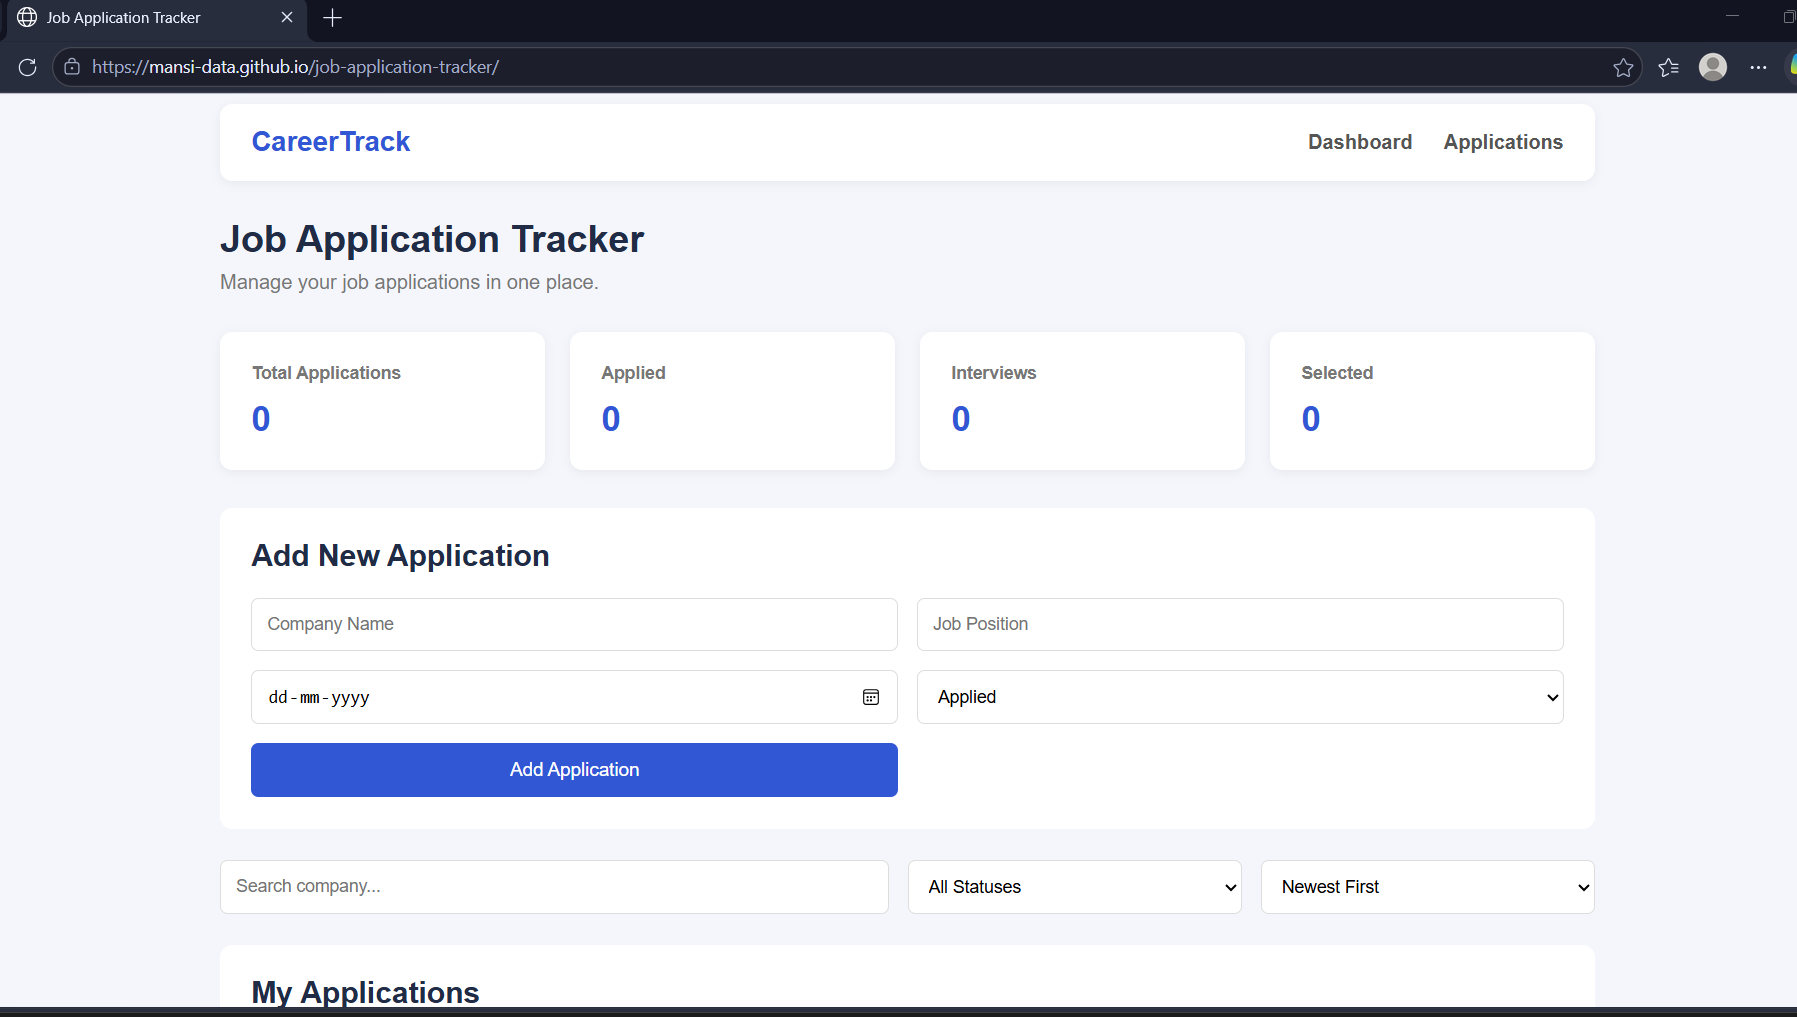 Job Application Tracker
https://mansi-data.github.io/job-application-tracker/
CareerTrack
Dashboard
Applications
Job Application Tracker
Manage your job applications in one place.
Total Applications
0
Applied
0
Interviews
0
Selected
0
Add New Application
Company Name
Job Position
dd-mm-yyyy
Applied
Add Application
Search company...
All Statuses
Newest First
My Applications